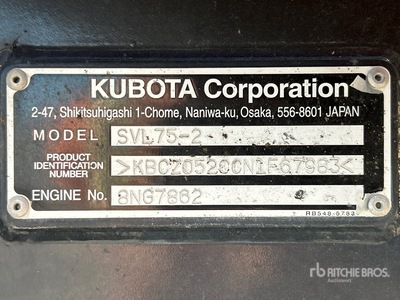 KUBOTA Corporation
2-47, Shikitsuhigashi 1-Chome, Naniwa-ku, Osaka, 556-8601 JAPAN
MODEL SVL75-2
PRODUCT
IDENTIFICATION
NUMBER
>KBCZ052CCN1F67983<
ENGINE No. 8NG7862
RB548-5783
rb RITCHIE BROS.
Auctioneers